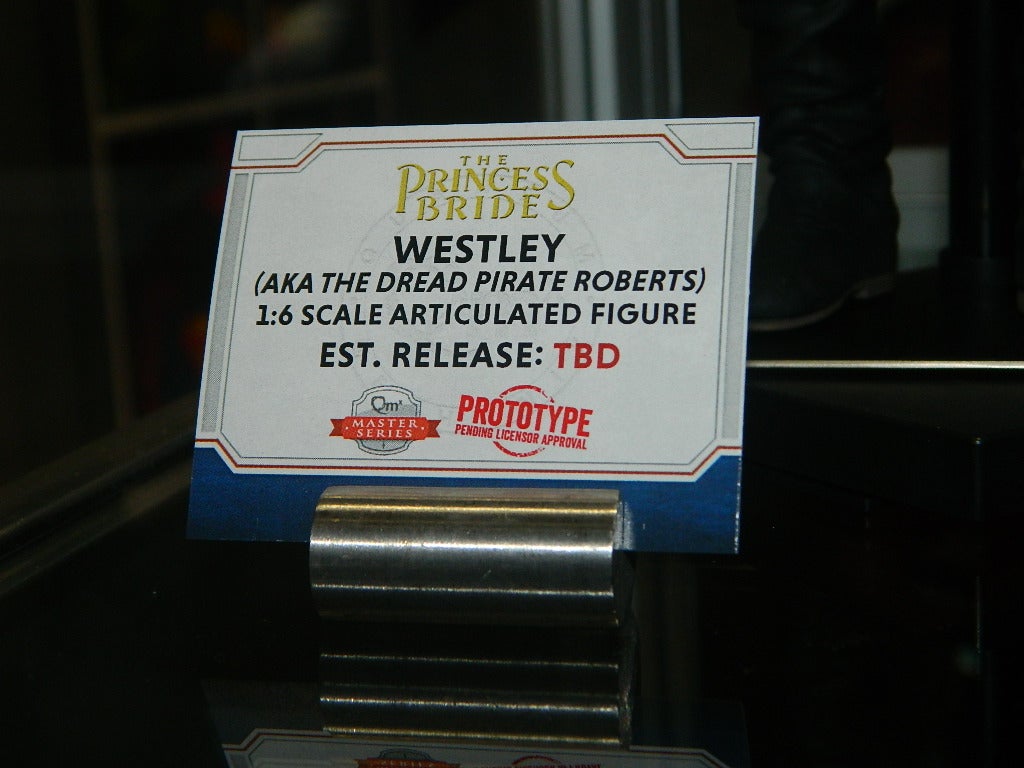 THE
PRINCESS
BRIDE
WESTLEY
(AKA THE DREAD PIRATE ROBERTS)
1:6 SCALE ARTICULATED FIGURE
EST. RELEASE: TBD
Qmx
MASTER
SERIES
PROTOTYPE
PENDING LICENSOR APPROVAL